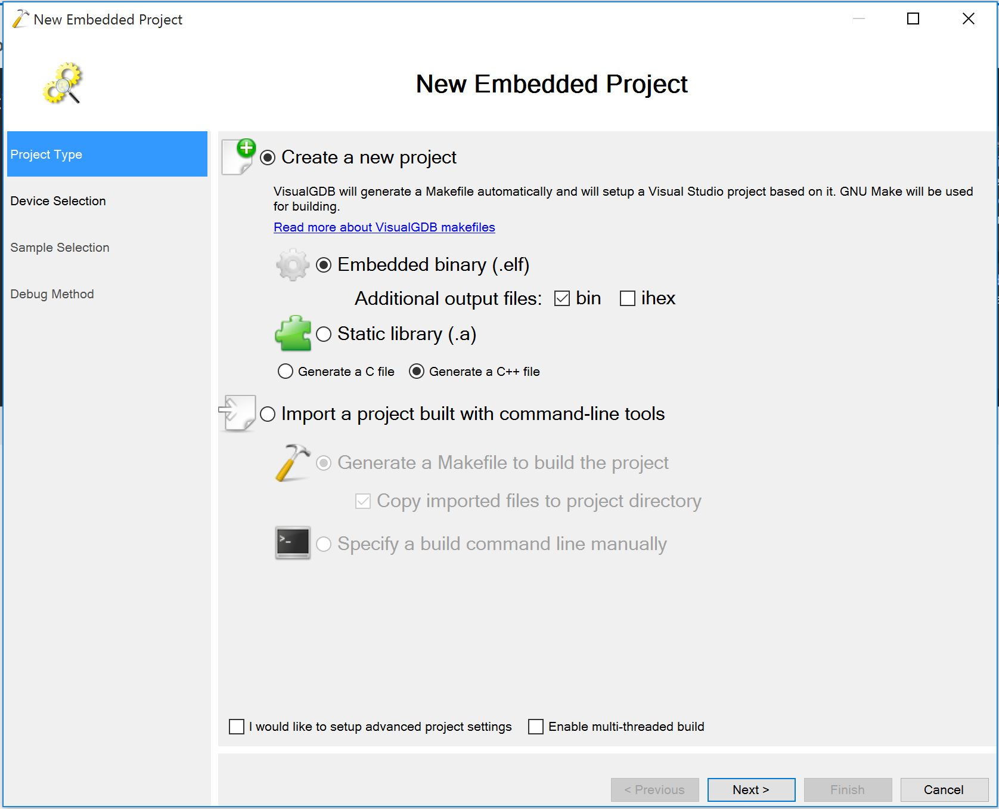 New Embedded Project
New Embedded Project
Project Type
Device Selection
Sample Selection
Debug Method
Create a new project
VisualGDB will generate a Makefile automatically and will setup a Visual Studio project based on it. GNU Make will be used
for building.
Read more about VisualGDB makefiles
Embedded binary (.elf)
Additional output files: bin ihex
Static library (.a)
Generate a C file Generate a C++ file
Import a project built with command-line tools
Generate a Makefile to build the project
Copy imported files to project directory
>_
Specify a build command line manually
I would like to setup advanced project settings Enable multi-threaded build
< Previous Next > Finish Cancel